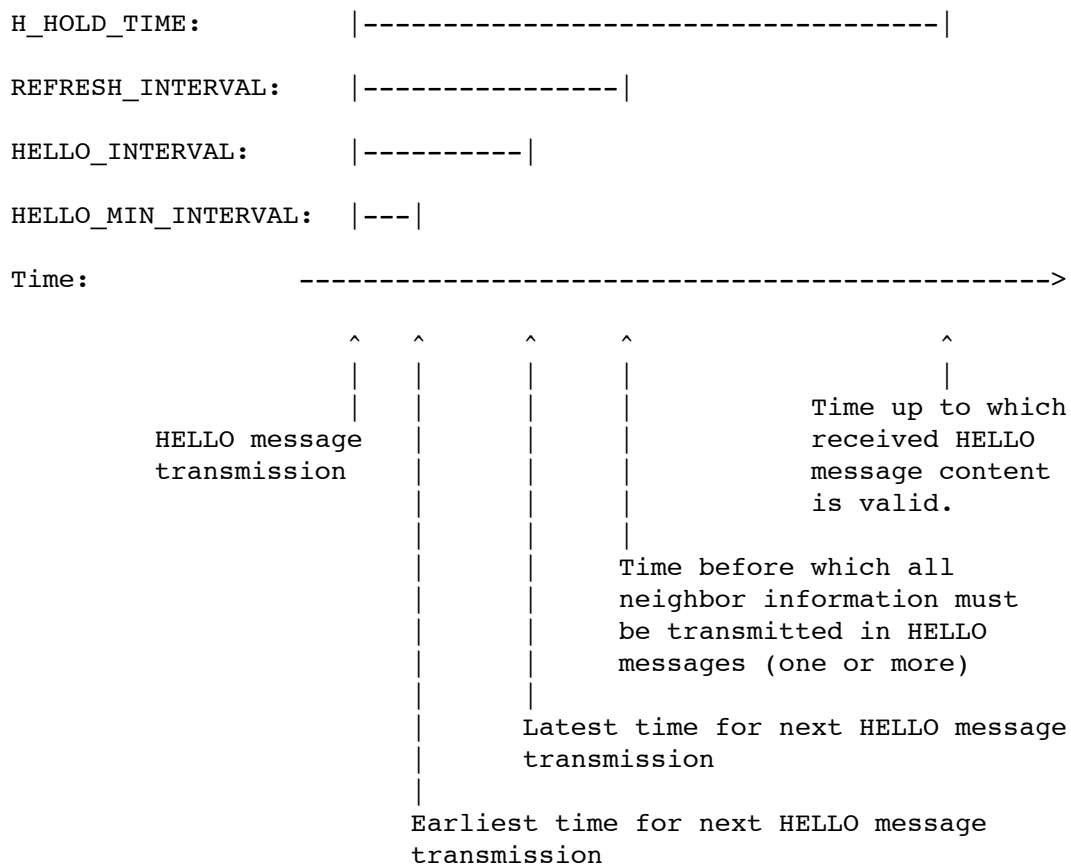 H_HOLD_TIME:         |------------------------------------|
REFRESH_INTERVAL:    |----------------|
HELLO_INTERVAL:      |----------|
HELLO_MIN_INTERVAL:  |---|
Time:             ----------------------------------------------->
                     ^   ^      ^     ^                   ^
                     |   |      |     |                   |
                     |   |      |     |           Time up to which
         HELLO message   |      |     |           received HELLO
         transmission    |      |     |           message content
                         |      |     |           is valid.
                         |      |     |
                         |      |     Time before which all
                         |      |     neighbor information must
                         |      |     be transmitted in HELLO
                         |      |     messages (one or more)
                         |      |
                         |      Latest time for next HELLO message
                         |      transmission
                         |
                         Earliest time for next HELLO message
                         transmission